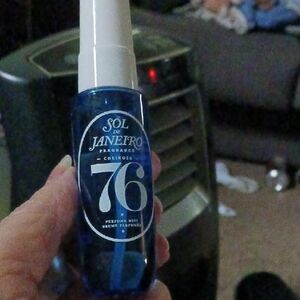 SOL
DE
JANEIRO
FRAGRANCE
CHEIROSA
76
PERFUME MIST
BRUME PARFUMÉE